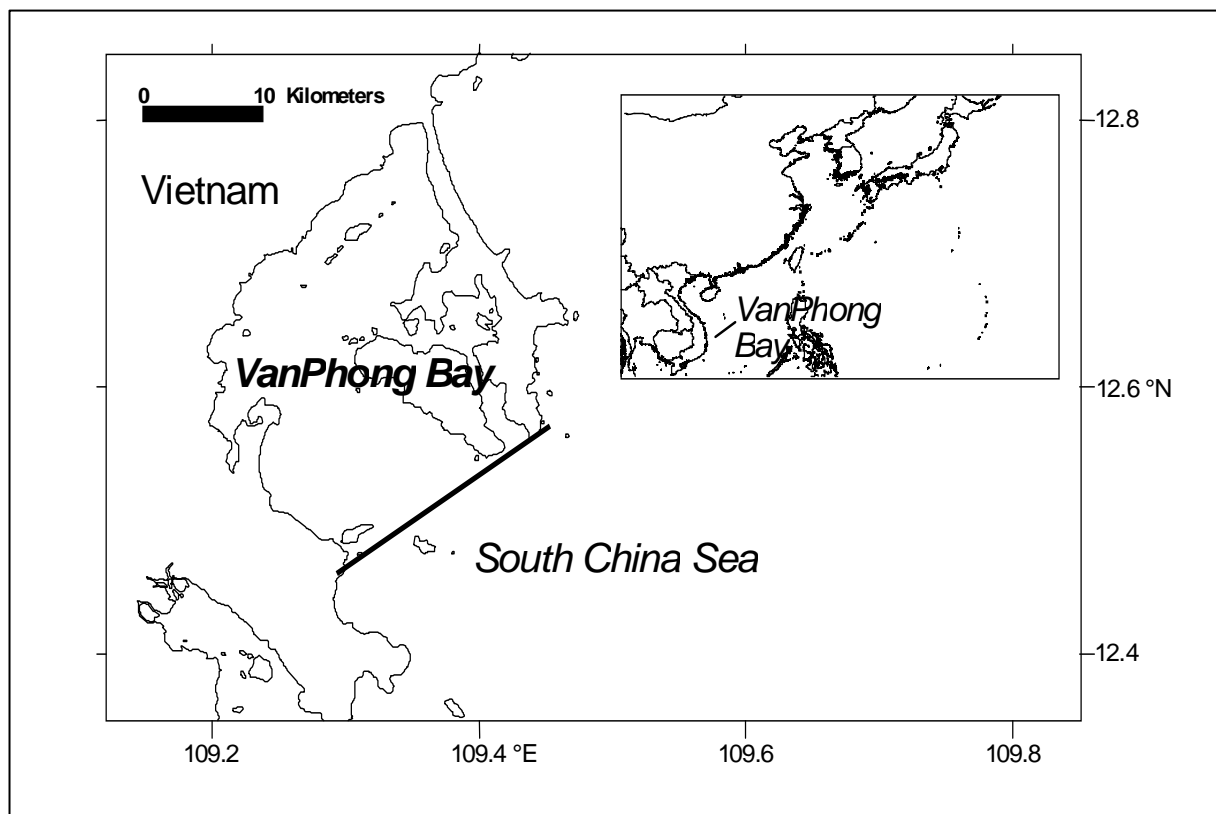 0 10 Kilometers
Vietnam
VanPhong Bay
South China Sea
VanPhong
Bay
12.8
12.6 °N
12.4
109.2 109.4 °E 109.6 109.8